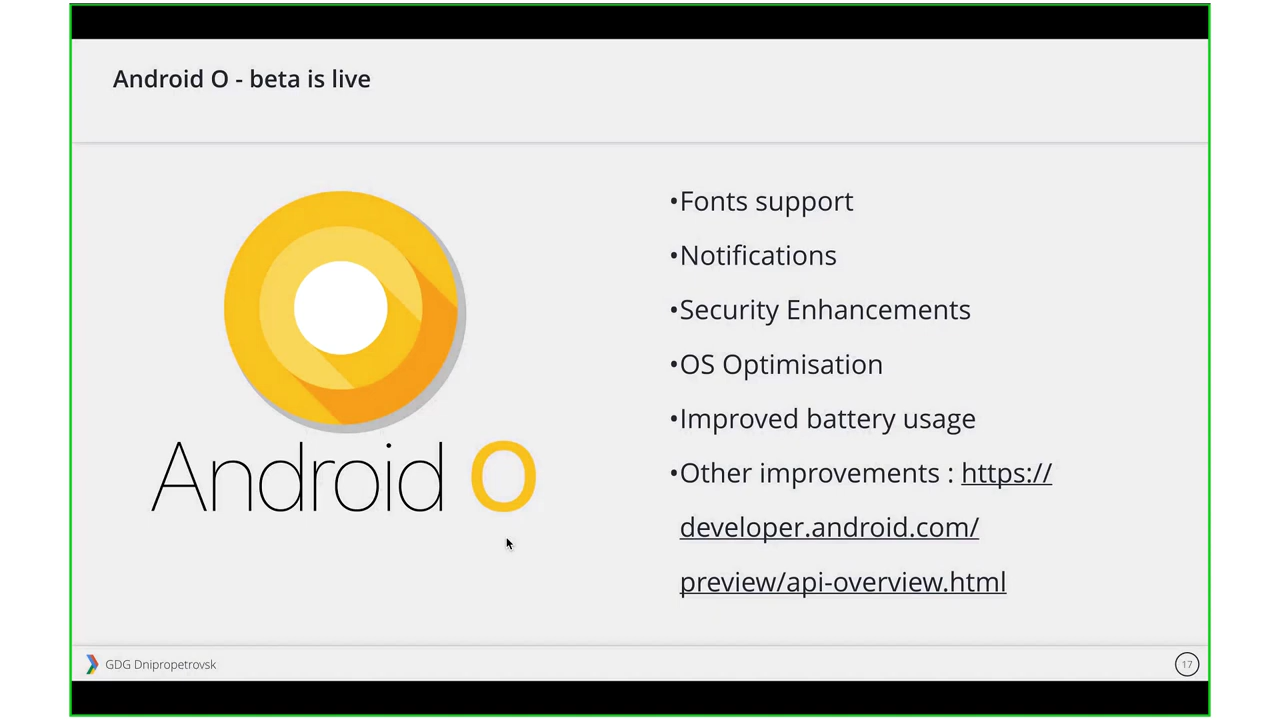 Android O - beta is live
Android O
•Fonts support
•Notifications
•Security Enhancements
•OS Optimisation
•Improved battery usage
•Other improvements : https://
developer.android.com/
preview/api-overview.html
GDG Dnipropetrovsk
17